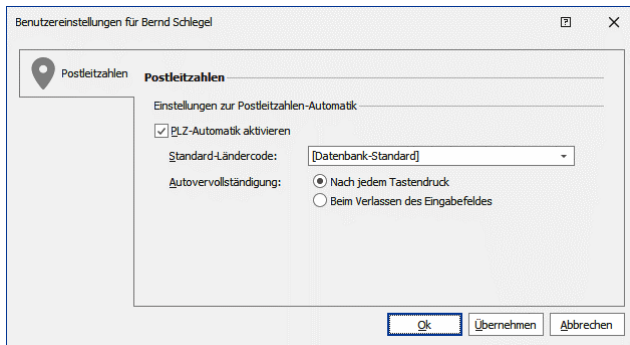 Benutzereinstellungen für Bernd Schlegel
Postleitzahlen
Postleitzahlen
Einstellungen zur Postleitzahlen-Automatik
PLZ-Automatik aktivieren
Standard-Ländercode: [Datenbank-Standard]
Autovervollständigung: Nach jedem Tastendruck
Beim Verlassen des Eingabefeldes
Ok Übernehmen Abbrechen